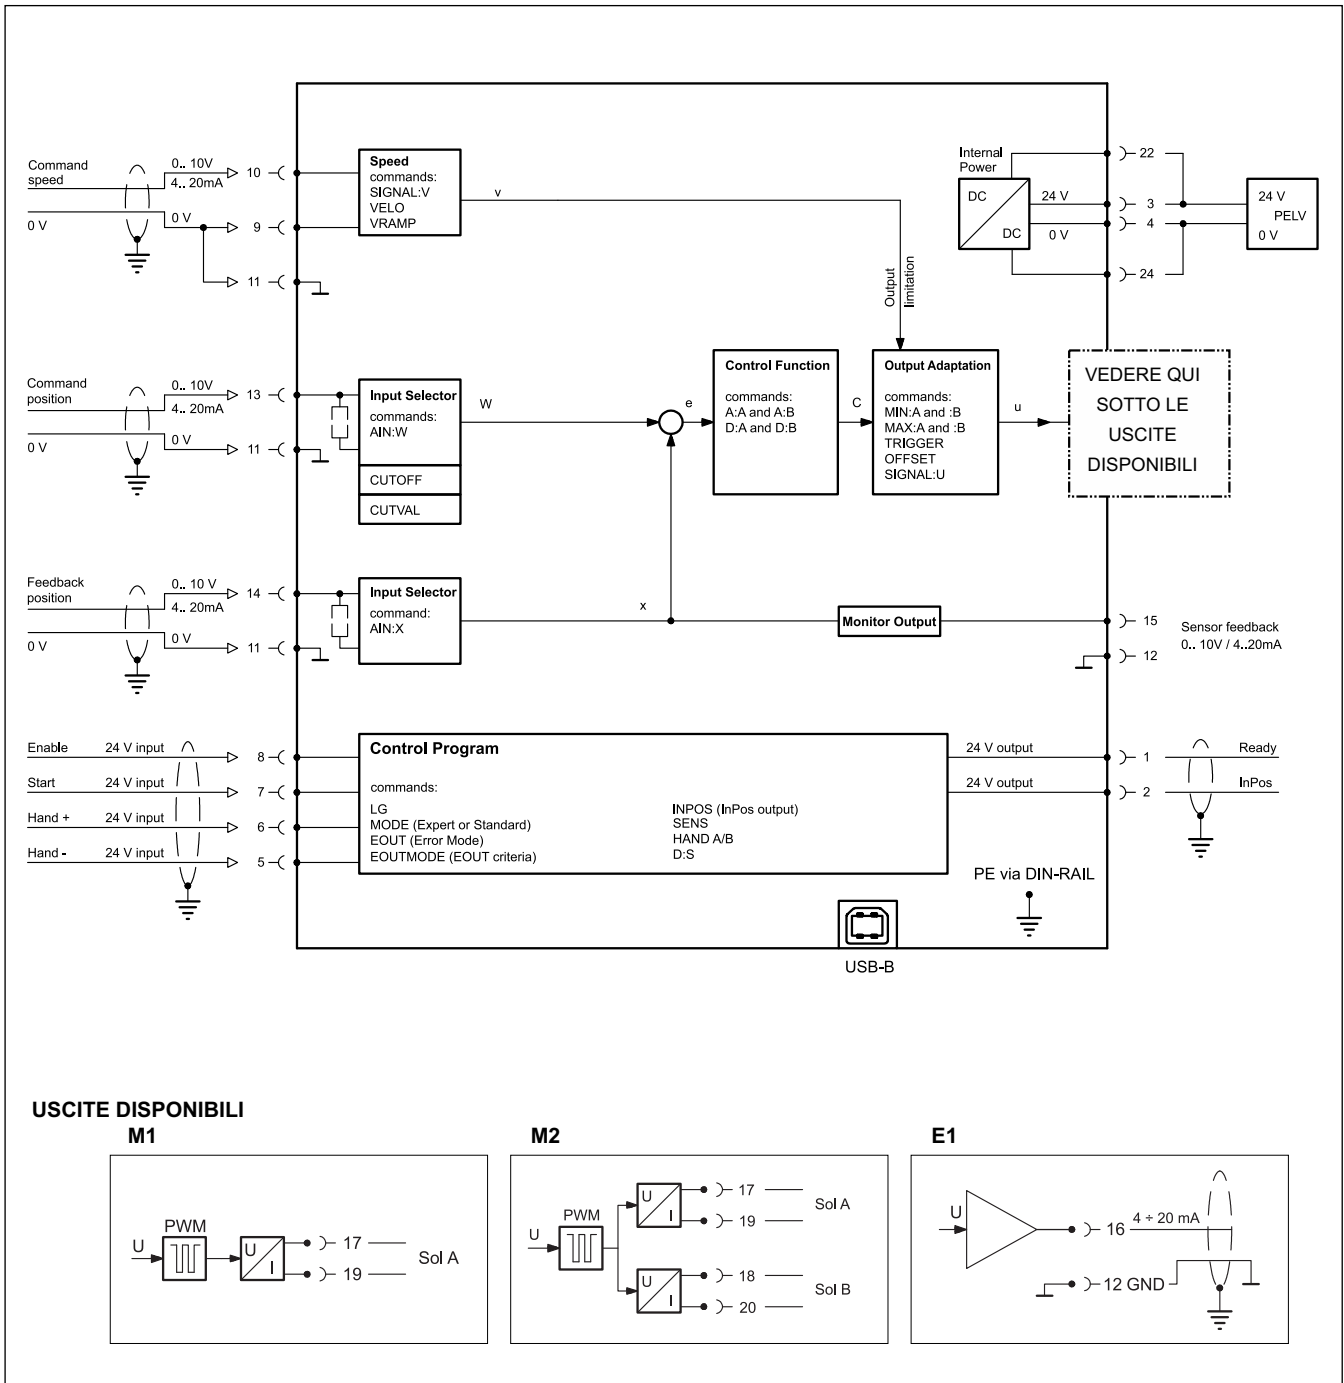 Command
speed
0 V
0.. 10V
4.. 20mA
0 V
10
9
11
Speed
commands:
SIGNAL:V
VELO
VRAMP
v
Output
limitation
Internal
Power
DC
DC
24 V
0 V
22
3
4
24
24 V
PELV
0 V
Command
position
0 V
0.. 10V
4.. 20mA
0 V
13
11
Input Selector
commands:
AIN:W
CUTOFF
CUTVAL
W
e
Control Function
commands:
A:A and A:B
D:A and D:B
C
Output Adaptation
commands:
MIN:A and :B
MAX:A and :B
TRIGGER
OFFSET
SIGNAL:U
u
VEDERE QUI
SOTTO LE
USCITE
DISPONIBILI
Feedback
position
0 V
0.. 10 V
4.. 20mA
0 V
14
11
Input Selector
command:
AIN:X
x
Monitor Output
15
12
Sensor feedback
0.. 10V / 4..20mA
Enable 24 V input 8
Start 24 V input 7
Hand + 24 V input 6
Hand - 24 V input 5
Control Program
commands:
LG
MODE (Expert or Standard)
EOUT (Error Mode)
EOUTMODE (EOUT criteria)
INPOS (InPos output)
SENS
HAND A/B
D:S
24 V output 1 Ready
24 V output 2 InPos
PE via DIN-RAIL
USB-B
USCITE DISPONIBILI
M1
U
PWM
U
I
17
19
Sol A
M2
U
PWM
U
I
17
19
Sol A
U
I
18
20
Sol B
E1
U
16
4 ÷ 20 mA
12 GND